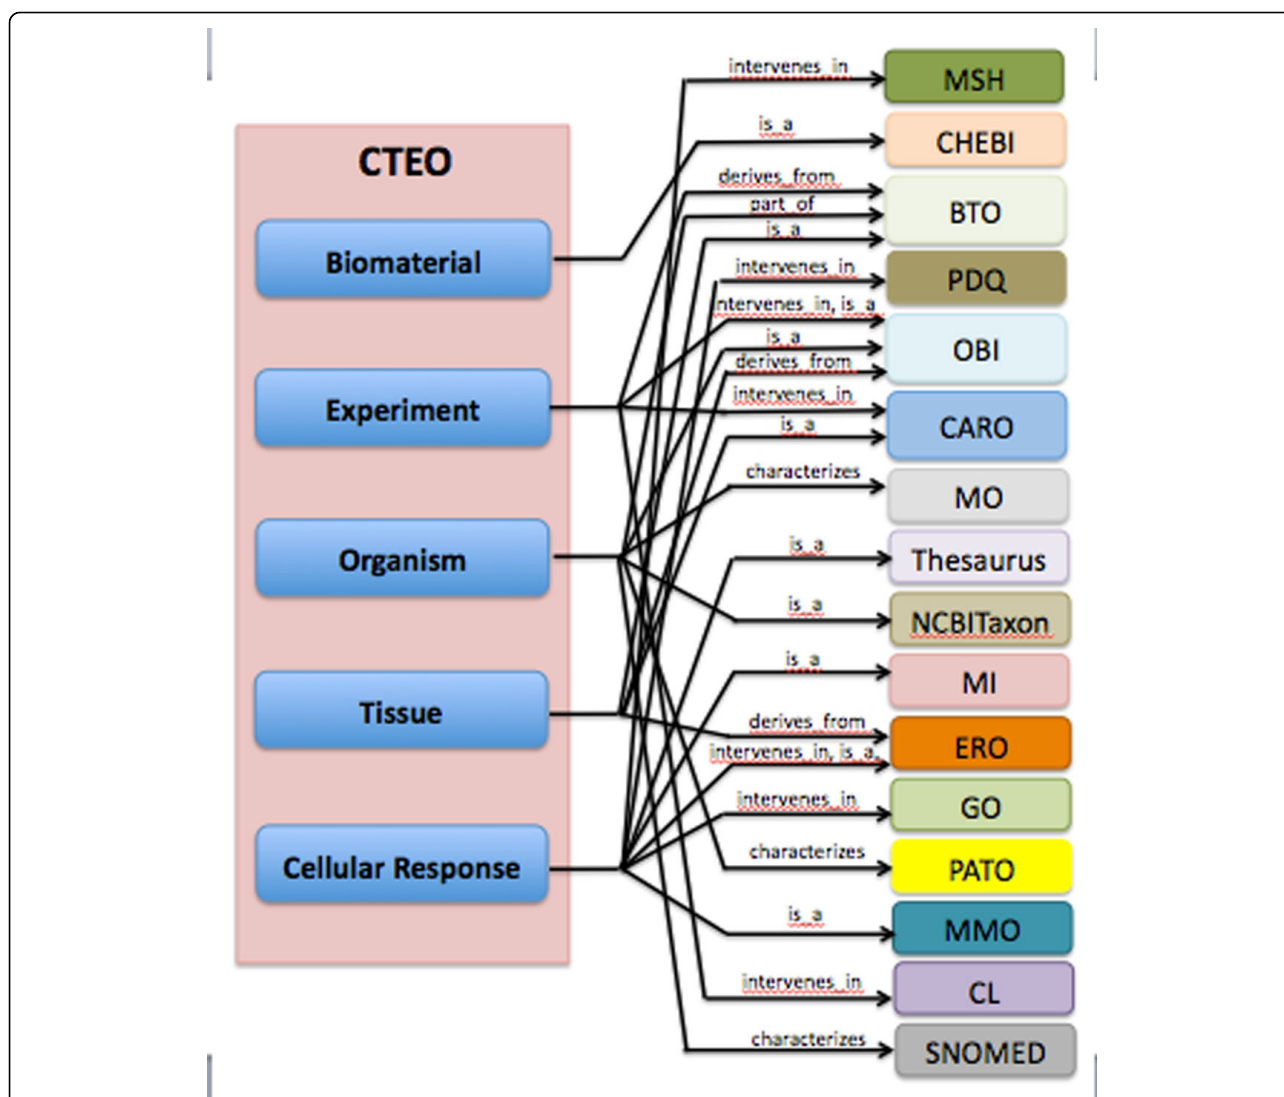 CTEO
Biomaterial
Experiment
Organism
Tissue
Cellular Response
intervenes_in
is_a
derives_from
part_of
is_a
intervenes_in
intervenes_in, is_a
is_a
derives_from
intervenes_in
is_a
characterizes
is_a
is_a
is_a
derives_from
intervenes_in, is_a,
intervenes_in
characterizes
is_a
intervenes_in
characterizes
MSH
CHEBI
BTO
PDQ
OBI
CARO
MO
Thesaurus
NCBITaxon
MI
ERO
GO
PATO
MMO
CL
SNOMED